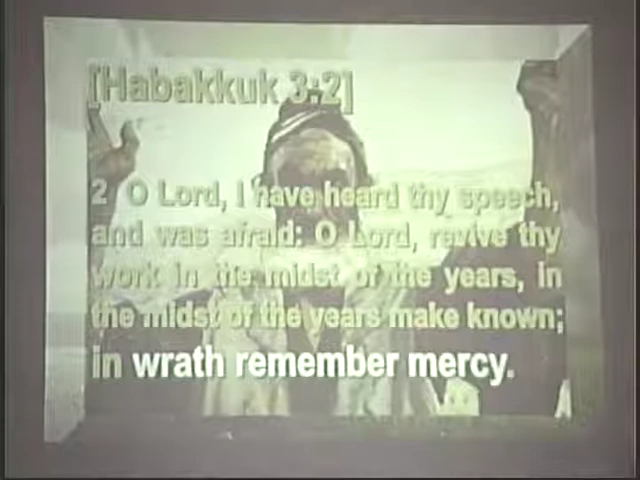 [Habakkuk 3:2]
2 O Lord, I have heard thy speech,
and was afraid: O Lord, revive thy
work in the midst of the years, in
the midst of the years make known;
in wrath remember mercy.